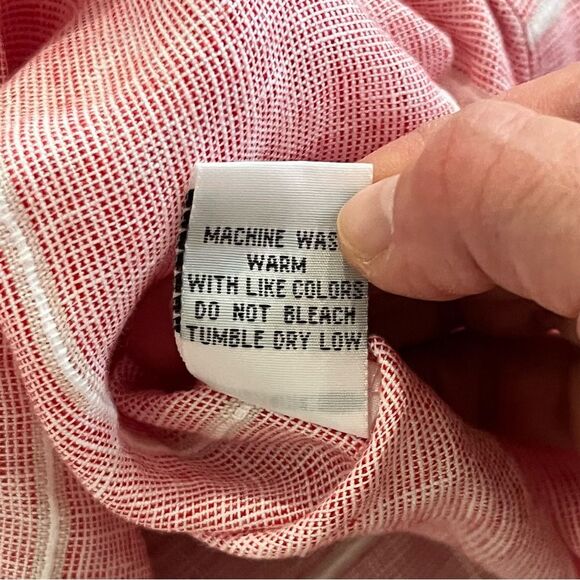 MACHINE WAS
WARM
WITH LIKE COLORS
DO NOT BLEACH
TUMBLE DRY LOW